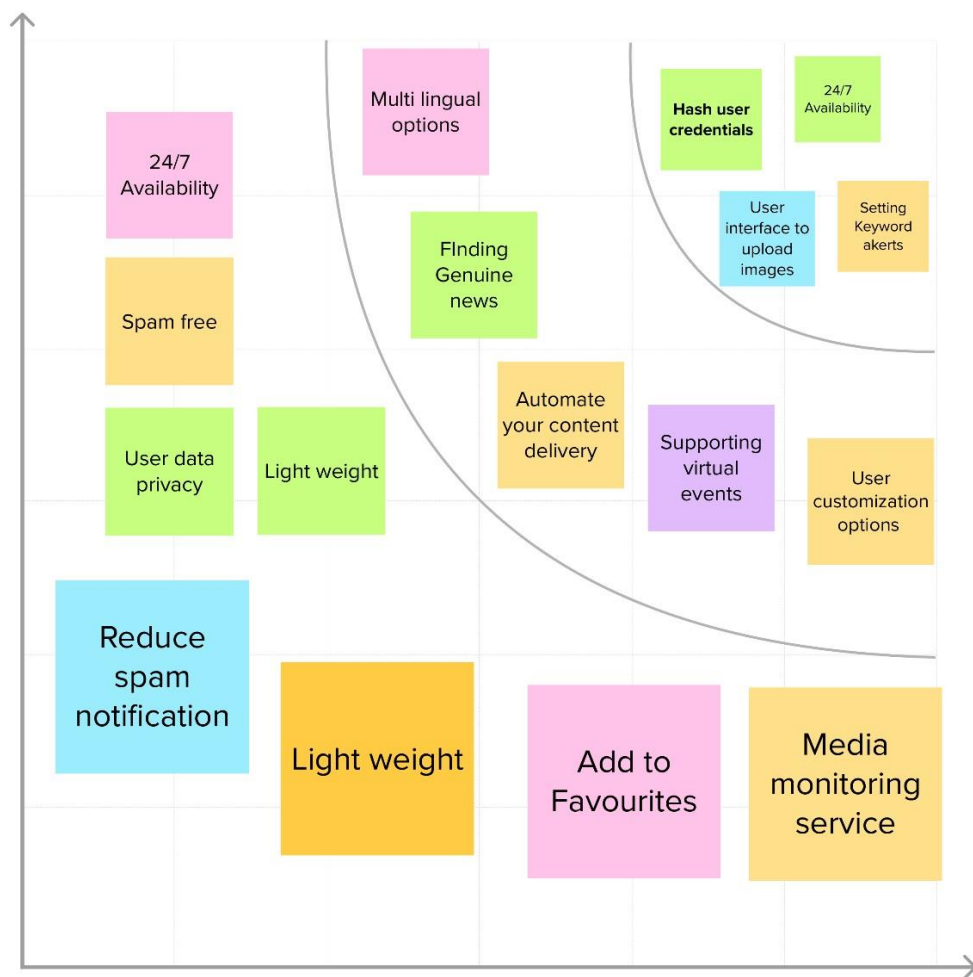 Multi lingual
options
Hash user
credentials
24/7
Availability
24/7
Availability
User
interface to
upload
images
Setting
Keyword
akerts
FInding
Genuine
news
Spam free
Automate
your content
delivery
Supporting
virtual
events
User
customization
options
User data
privacy
Light weight
Reduce
spam
notification
Light weight
Add to
Favourites
Media
monitoring
service